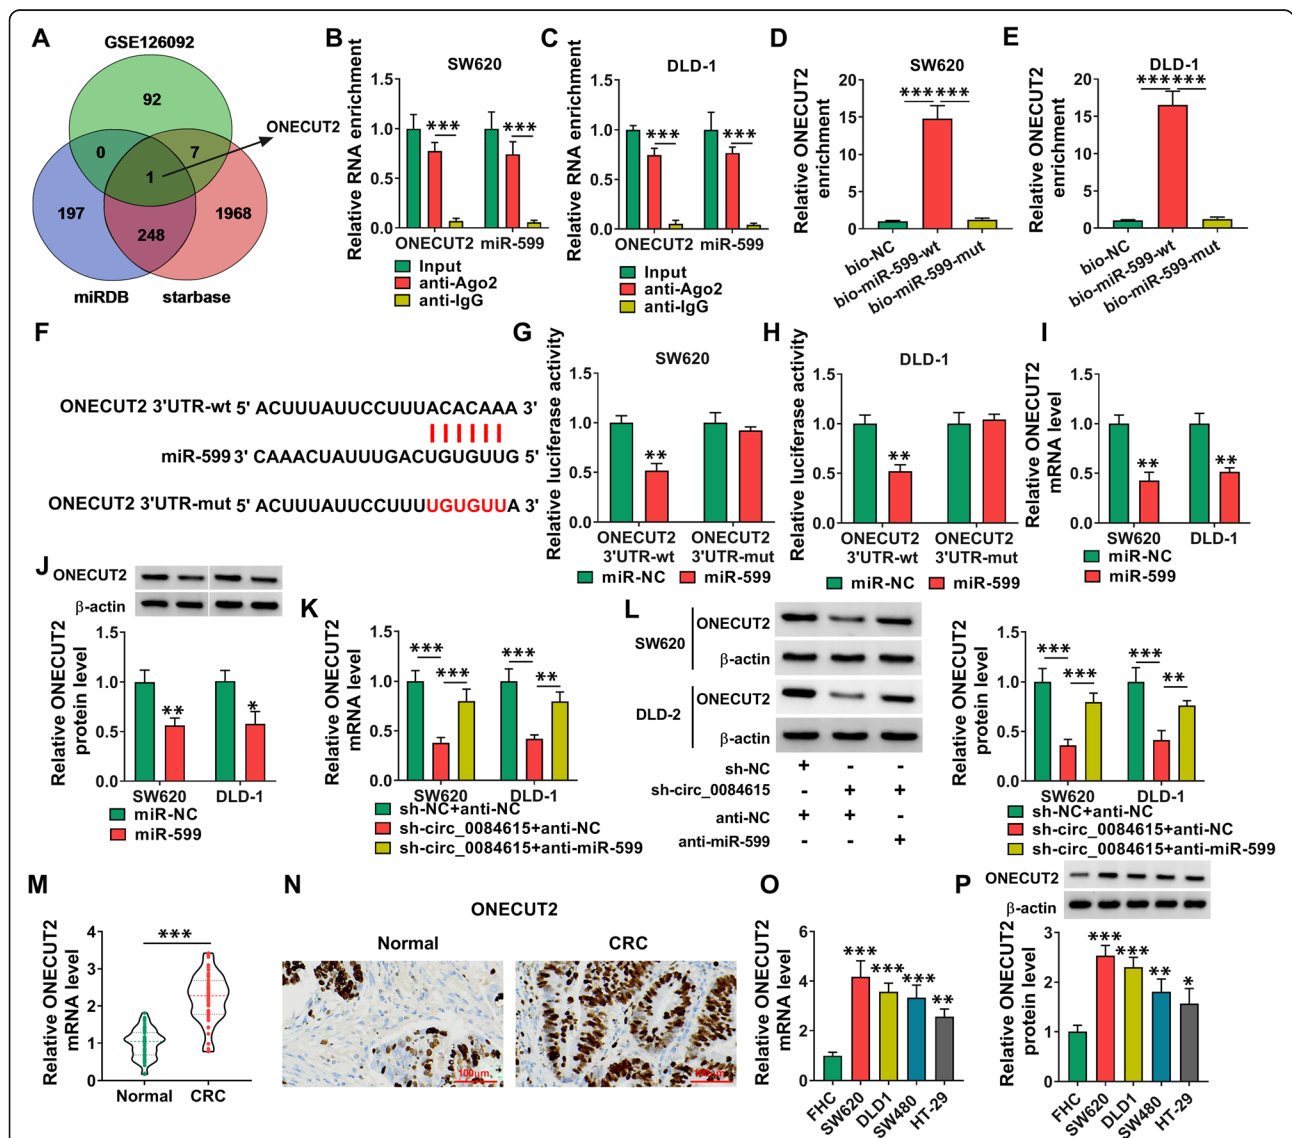 A
GSE126092
92
0
7
1
197
248
1968
miRDB
starbase
ONECUT2
B
SW620
Relative RNA enrichment
1.5
1.0
0.5
0.0
***
***
ONECUT2
miR-599
Input
anti-Ago2
anti-IgG
C
DLD-1
Relative RNA enrichment
1.5
1.0
0.5
0.0
***
***
ONECUT2
miR-599
Input
anti-Ago2
anti-IgG
D
SW620
Relative ONECUT2
enrichment
20
15
10
5
0
******
bio-NC
bio-miR-599-wt
bio-miR-599-mut
E
DLD-1
Relative ONECUT2
enrichment
20
15
10
5
0
******
bio-NC
bio-miR-599-wt
bio-miR-599-mut
F
ONECUT2 3'UTR-wt 5' ACUUUAUUCCUUUACACAAA 3'
miR-599 3' CAAACUAUUUGACUGUGUUG 5'
ONECUT2 3'UTR-mut 5' ACUUUAUUCCUUUUGUGUUA 3'
G
SW620
Relative luciferase activity
1.5
1.0
0.5
0.0
**
ONECUT2 ONECUT2
3'UTR-wt 3'UTR-mut
miR-NC
miR-599
H
DLD-1
Relative luciferase activity
1.5
1.0
0.5
0.0
**
ONECUT2 ONECUT2
3'UTR-wt 3'UTR-mut
miR-NC
miR-599
I
Relative ONECUT2
mRNA level
1.5
1.0
0.5
0.0
**
**
SW620
DLD-1
miR-NC
miR-599
J
ONECUT2
β-actin
Relative ONECUT2
protein level
1.5
1.0
0.5
0.0
**
*
SW620
DLD-1
miR-NC
miR-599
K
Relative ONECUT2
mRNA level
1.5
1.0
0.5
0.0
***
***
***
**
SW620
DLD-1
sh-NC+anti-NC
sh-circ_0084615+anti-NC
sh-circ_0084615+anti-miR-599
L
SW620
ONECUT2
β-actin
DLD-2
ONECUT2
β-actin
sh-NC + - -
sh-circ_0084615 - + +
anti-NC + + -
anti-miR-599 - - +
Relative ONECUT2
protein level
1.5
1.0
0.5
0.0
***
***
***
**
SW620
DLD-1
sh-NC+anti-NC
sh-circ_0084615+anti-NC
sh-circ_0084615+anti-miR-599
M
Relative ONECUT2
mRNA level
4
3
2
1
0
***
Normal
CRC
N
ONECUT2
Normal
CRC
100μm
100μm
O
Relative ONECUT2
mRNA level
6
4
2
0
***
***
***
**
FHC
SW620
DLD1
SW480
HT-29
P
ONECUT2
β-actin
Relative ONECUT2
protein level
3
2
1
0
***
***
**
*
FHC
SW620
DLD1
SW480
HT-29